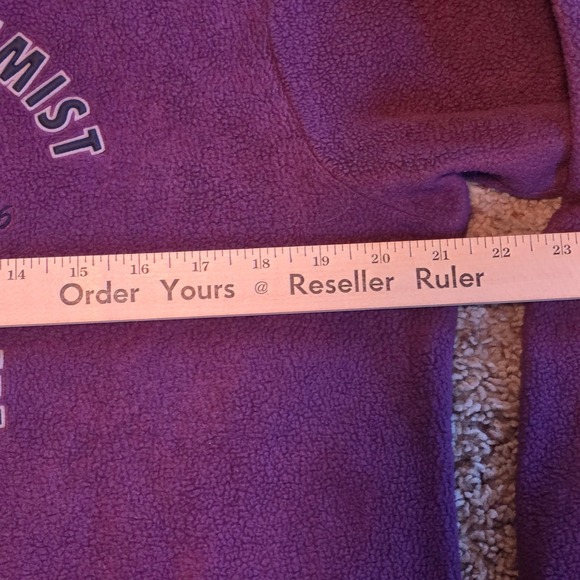 MIST
14 15 16 17 18 19 20 21 22 23
Order Yours @ Reseller Ruler